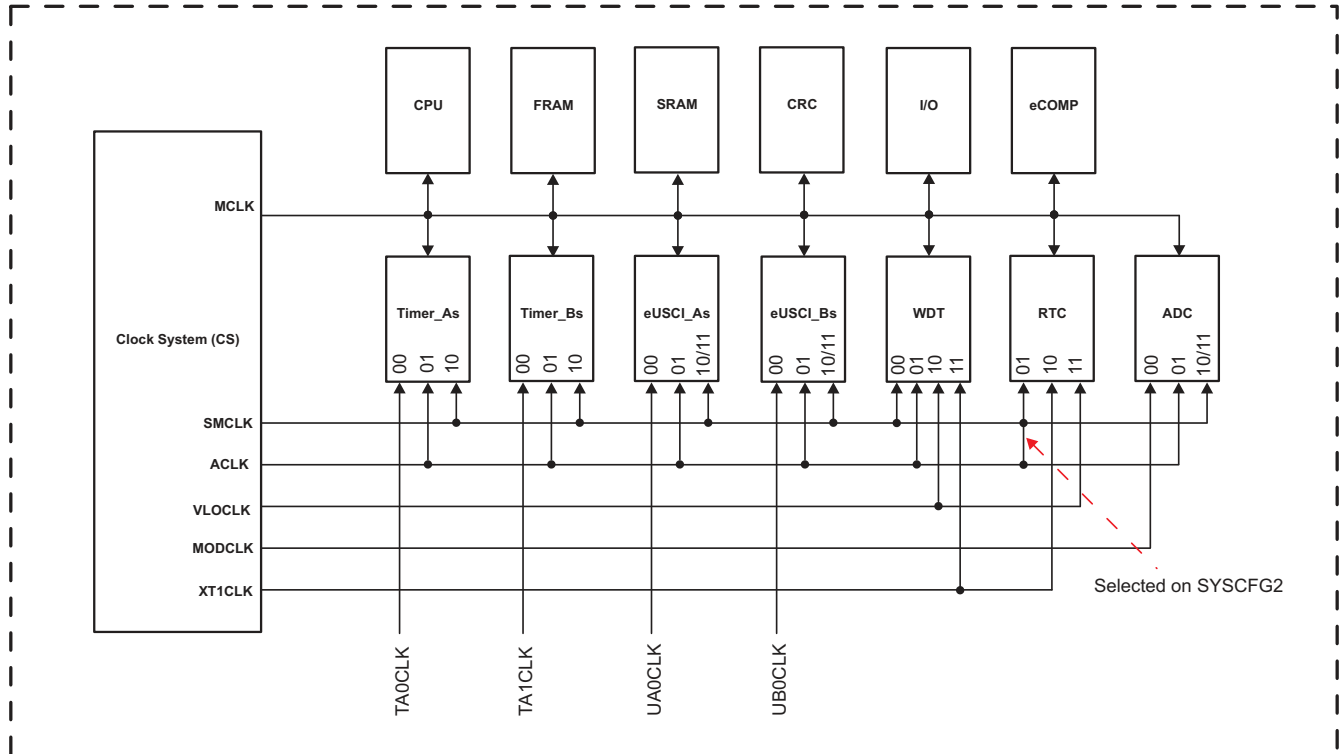 CPU
FRAM
SRAM
CRC
I/O
eCOMP
MCLK
Clock System (CS)
Timer_As
00
01
10
Timer_Bs
00
01
10
eUSCI_As
00
01
10/11
eUSCI_Bs
00
01
10/11
WDT
00
01
10
11
RTC
01
10
11
ADC
00
01
10/11
SMCLK
ACLK
VLOCLK
MODCLK
XT1CLK
Selected on SYSCFG2
TA0CLK
TA1CLK
UA0CLK
UB0CLK